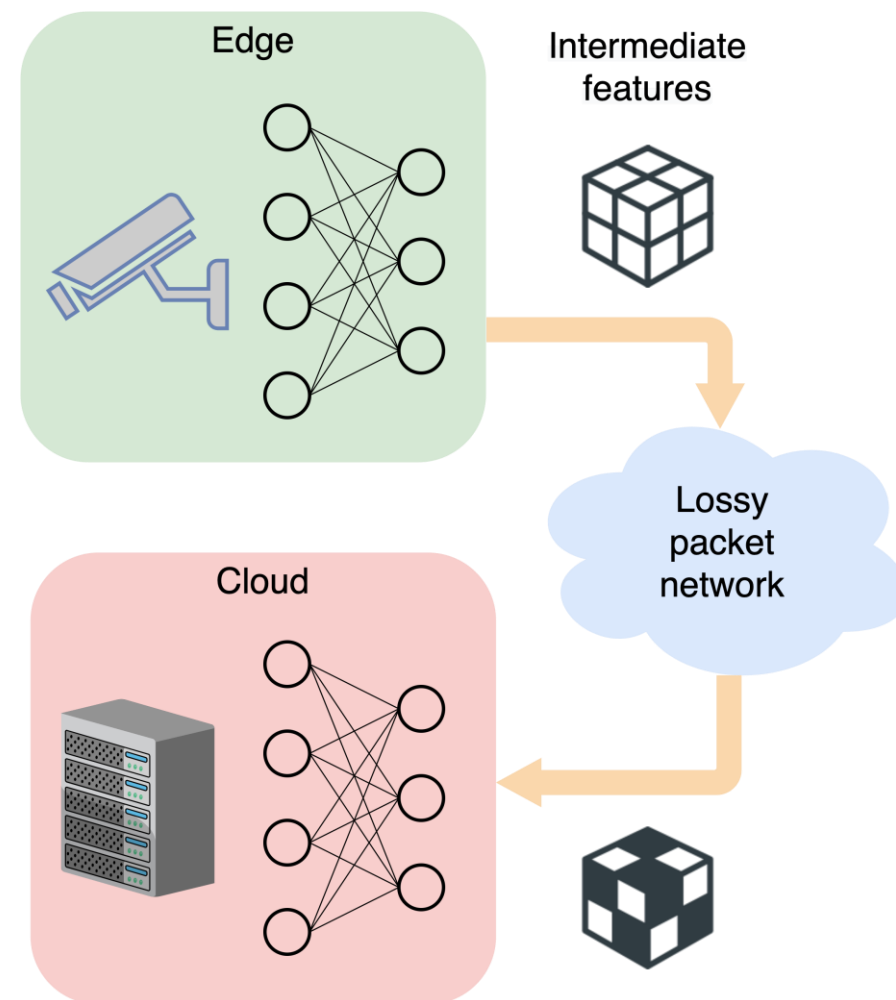 Edge
Intermediate
features
Lossy
packet
network
Cloud